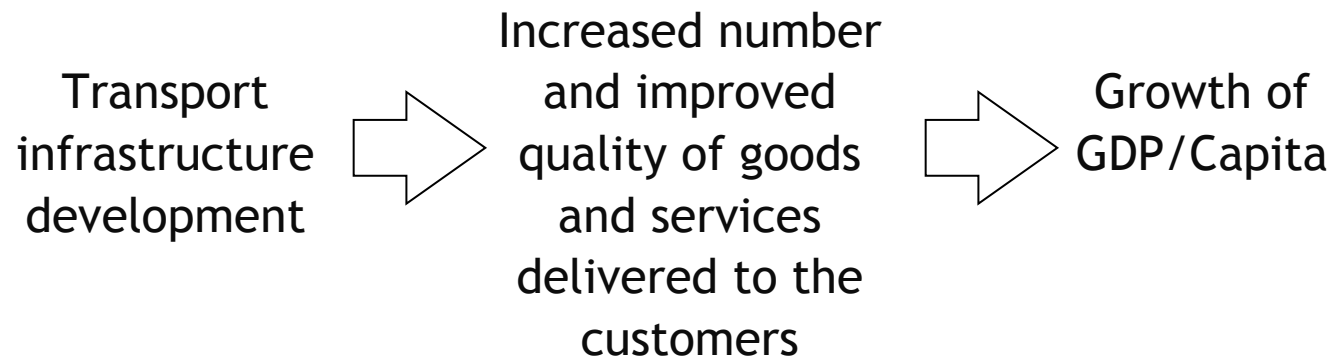 Transport
infrastructure
development
Increased number
and improved
quality of goods
and services
delivered to the
customers
Growth of
GDP/Capita